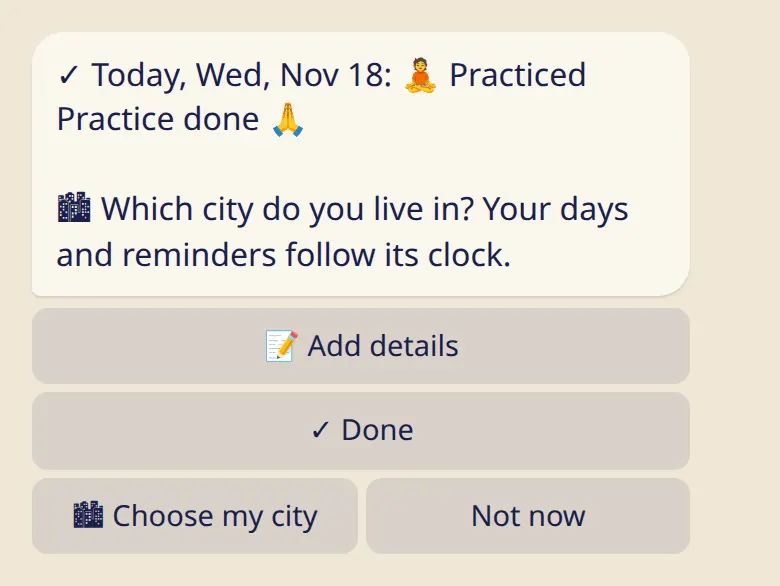 ✓ Today, Wed, Nov 18: 🧘 Practiced
Practice done 🙏
🏙 Which city do you live in? Your days
and reminders follow its clock.
📝 Add details
✓ Done
🏙 Choose my city
Not now